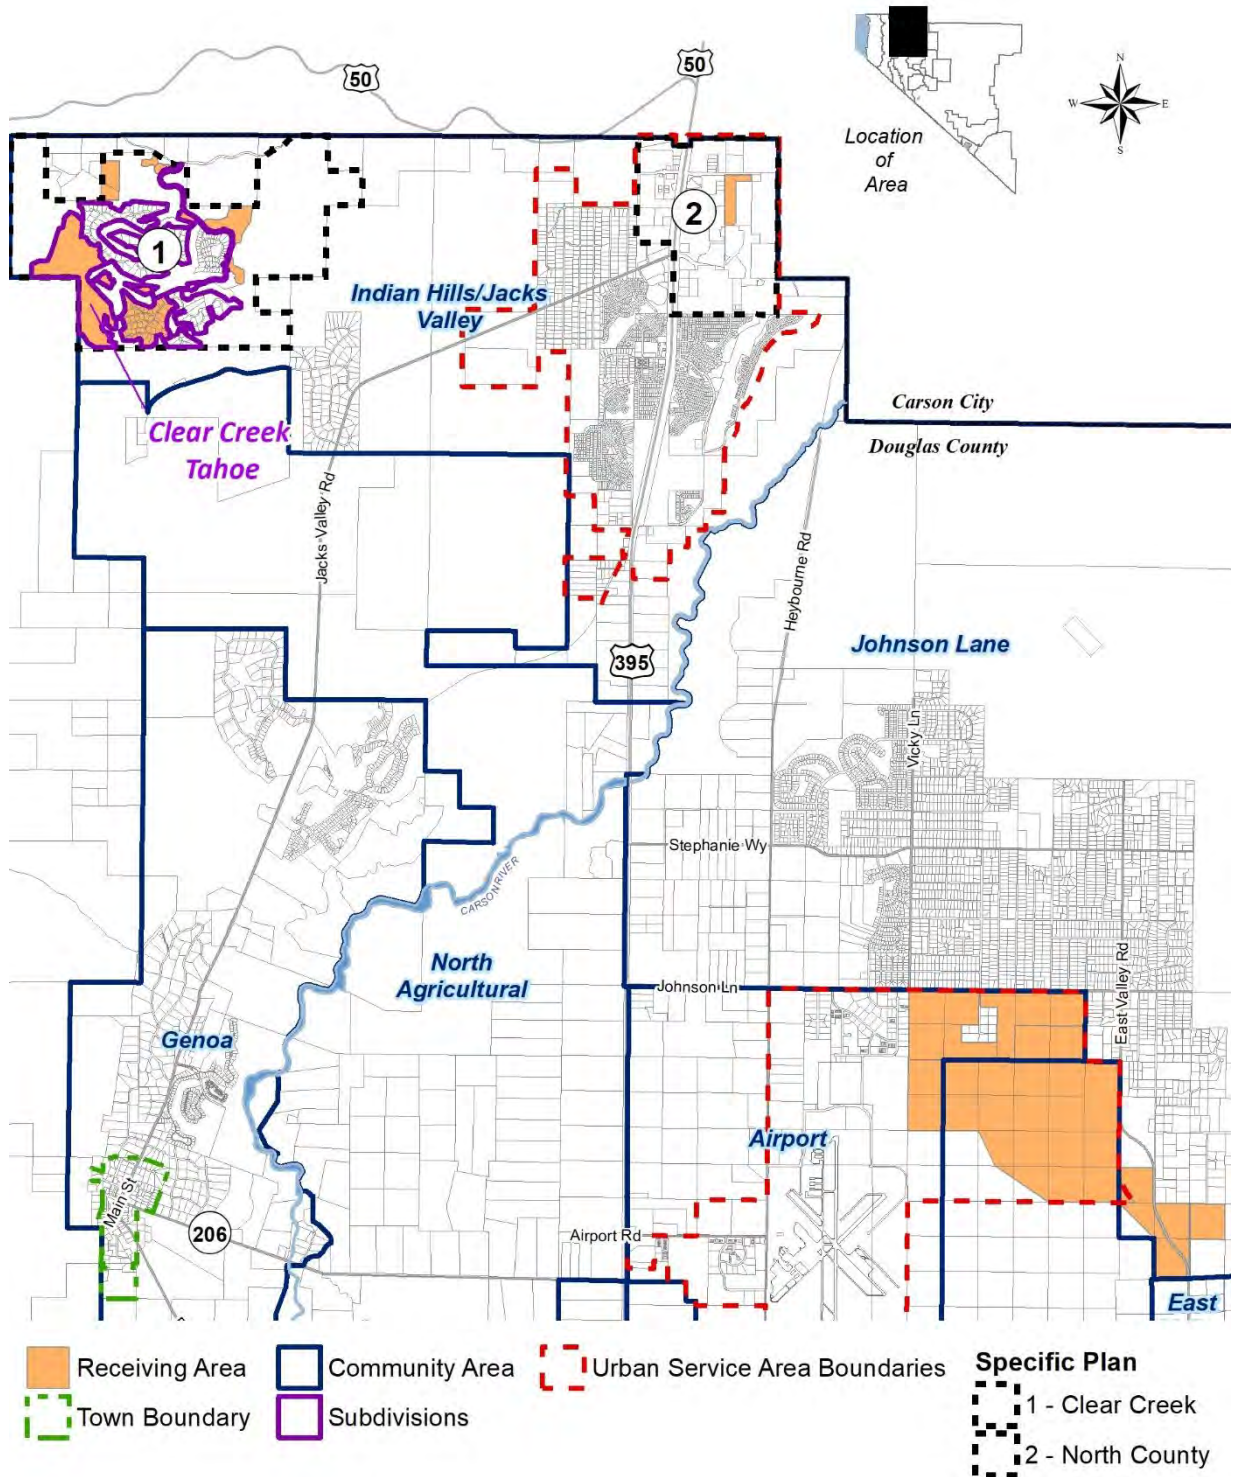 50
50
N
W
E
S
Location
of
Area
1
2
Indian Hills/Jacks
Valley
Carson City
Douglas County
Clear Creek
Tahoe
Jacks Valley Rd
Heybourne Rd
Johnson Lane
395
Vicky Ln
Stephanie Wy
CARSON RIVER
North
Agricultural
Johnson Ln
East Valley Rd
Genoa
Airport
Main St
206
Airport Rd
East
Receiving Area
Community Area
Urban Service Area Boundaries
Town Boundary
Subdivisions
Specific Plan
1 - Clear Creek
2 - North County